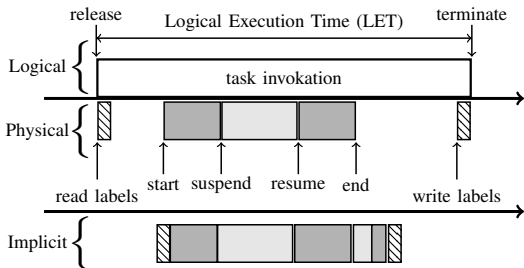 release
Logical Execution Time (LET)
terminate
Logical
task invokation
Physical
start suspend resume end
read labels
write labels
Implicit